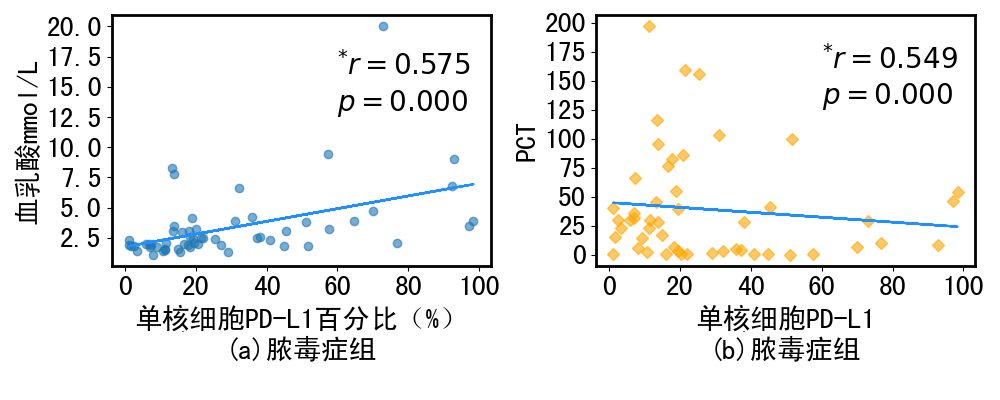 20.0
17.5
15.0
12.5
10.0
7.5
5.0
2.5
血乳酸mmol/L
*r = 0.575
p = 0.000
0 20 40 60 80 100
单核细胞PD-L1百分比（%）
(a)脓毒症组
200
175
150
125
100
75
50
25
0
PCT
*r = 0.549
p = 0.000
0 20 40 60 80 100
单核细胞PD-L1
(b)脓毒症组